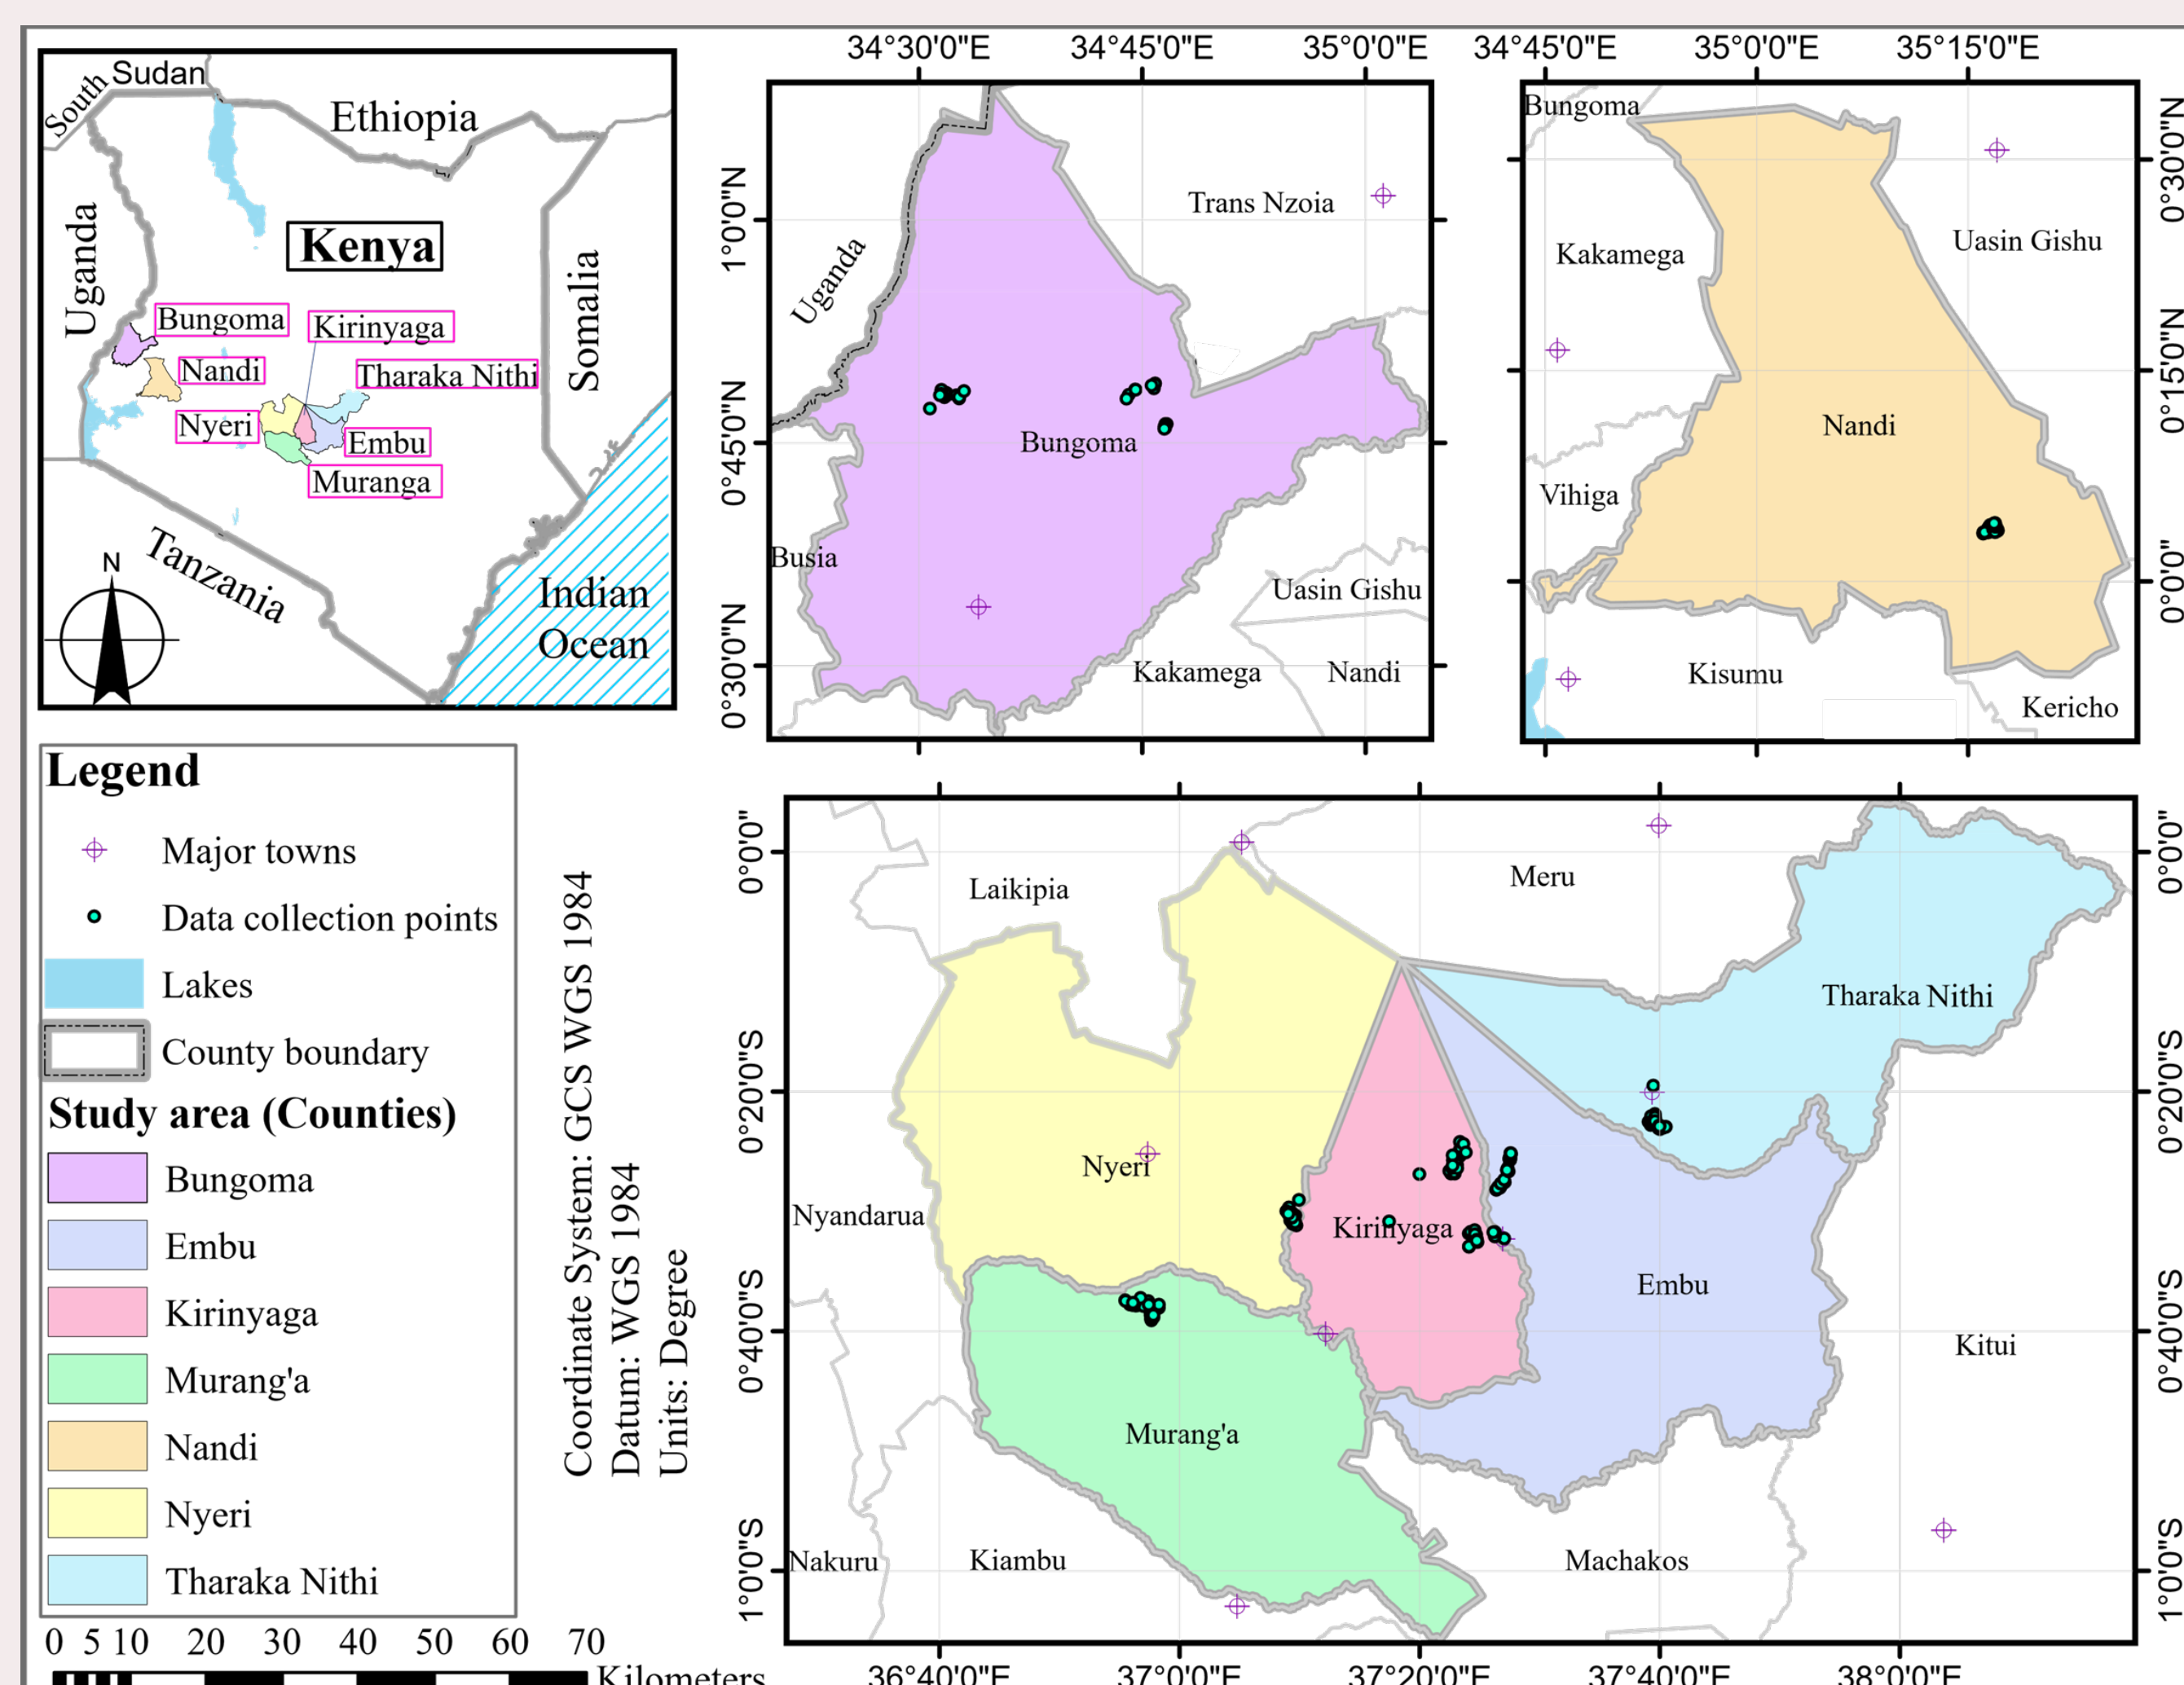 South
Sudan
Ethiopia
Uganda
Kenya
Somalia
Bungoma
Kirinyaga
Nandi
Tharaka Nithi
Nyeri
Embu
Muranga
Tanzania
N
Indian
Ocean
34°30'0"E 34°45'0"E 35°0'0"E
1°0'0"N
0°45'0"N
0°30'0"N
Uganda
Trans Nzoia
Bungoma
Busia
Uasin Gishu
Kakamega
Nandi
34°45'0"E 35°0'0"E 35°15'0"E
Bungoma
Kakamega
Uasin Gishu
Nandi
Vihiga
Kisumu
Kericho
0°30'0"N
0°15'0"N
0°0'0"
Legend
Major towns
Data collection points
Lakes
County boundary
Study area (Counties)
Bungoma
Embu
Kirinyaga
Murang'a
Nandi
Nyeri
Tharaka Nithi
0 5 10 20 30 40 50 60 70
Kilometers
Coordinate System: GCS WGS 1984
Datum: WGS 1984
Units: Degree
0°0'0"
0°20'0"S
0°40'0"S
1°0'0"S
Laikipia
Meru
Tharaka Nithi
Nyeri
Nyandarua
Kirinyaga
Embu
Kitui
Murang'a
Nakuru
Kiambu
Machakos
0°0'0"
0°20'0"S
0°40'0"S
1°0'0"S
36°40'0"E 37°0'0"E 37°20'0"E 37°40'0"E 38°0'0"E